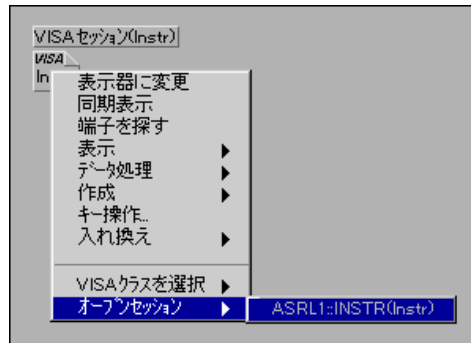 VISAセッション(Instr)
VISA
In
表示器に変更
同期表示
端子を探す
表示
データ処理
作成
キー操作...
入れ換え
VISAクラスを選択
オープンセッション
ASRL1::INSTR(Instr)